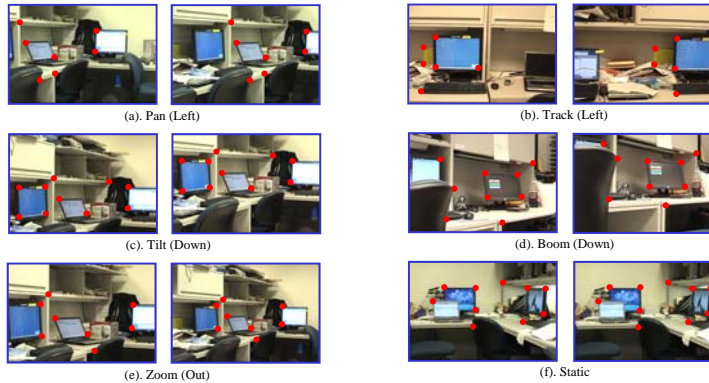 (a). Pan (Left)
(b). Track (Left)
(c). Tilt (Down)
(d). Boom (Down)
(e). Zoom (Out)
(f). Static